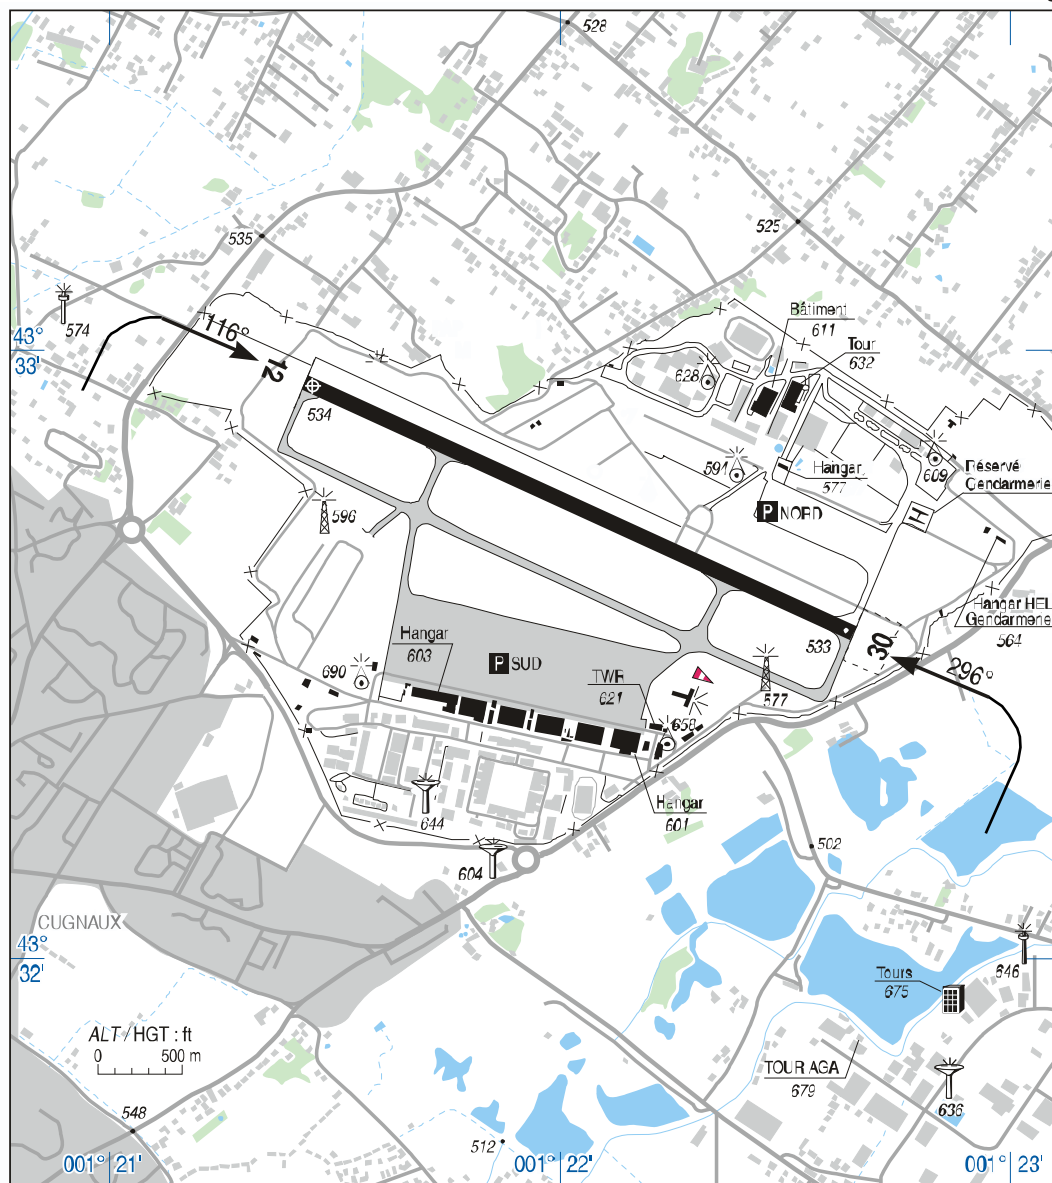 528
525
535
574
43°
33'
116°
12
534
Bâtiment
611
Tour
632
628
594
Hangar
577
609
Réservé
Gendarmerie
P NORD
H
596
Hangar HEL
Gendarmerie
564
533
30
296°
Hangar
603
P SUD
690
TWR
621
577
658
644
Hangar
601
604
502
CUGNAUX
43°
32'
646
Tours
675
ALT / HGT : ft
0 500 m
TOUR AGA
679
636
548
512
001° 21'
001° 22'
001° 23'